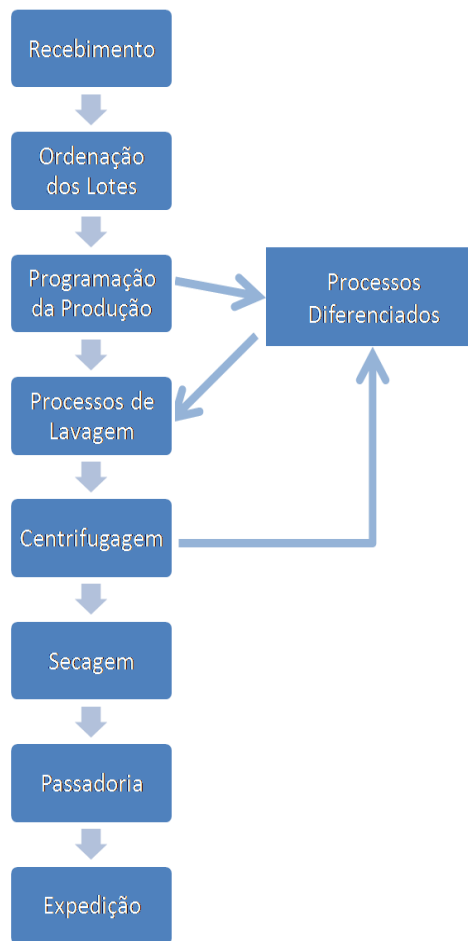 Recebimento
Ordenação
dos Lotes
Programação
da Produção
Processos
Diferenciados
Processos de
Lavagem
Centrifugagem
Secagem
Passadoria
Expedição